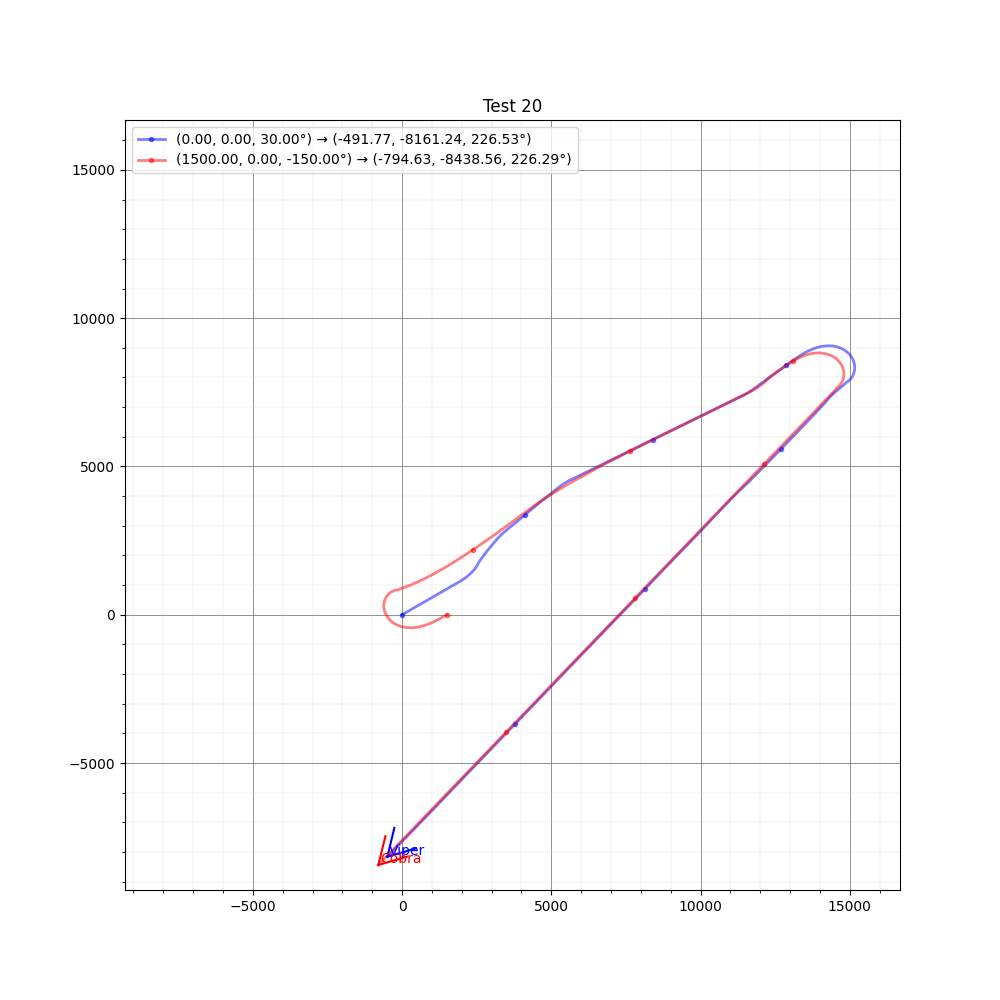 Test 20
(0.00, 0.00, 30.00°) → (-491.77, -8161.24, 226.53°)
(1500.00, 0.00, -150.00°) → (-794.63, -8438.56, 226.29°)
15000
10000
5000
0
−5000
Viper
Cobra
−5000 0 5000 10000 15000